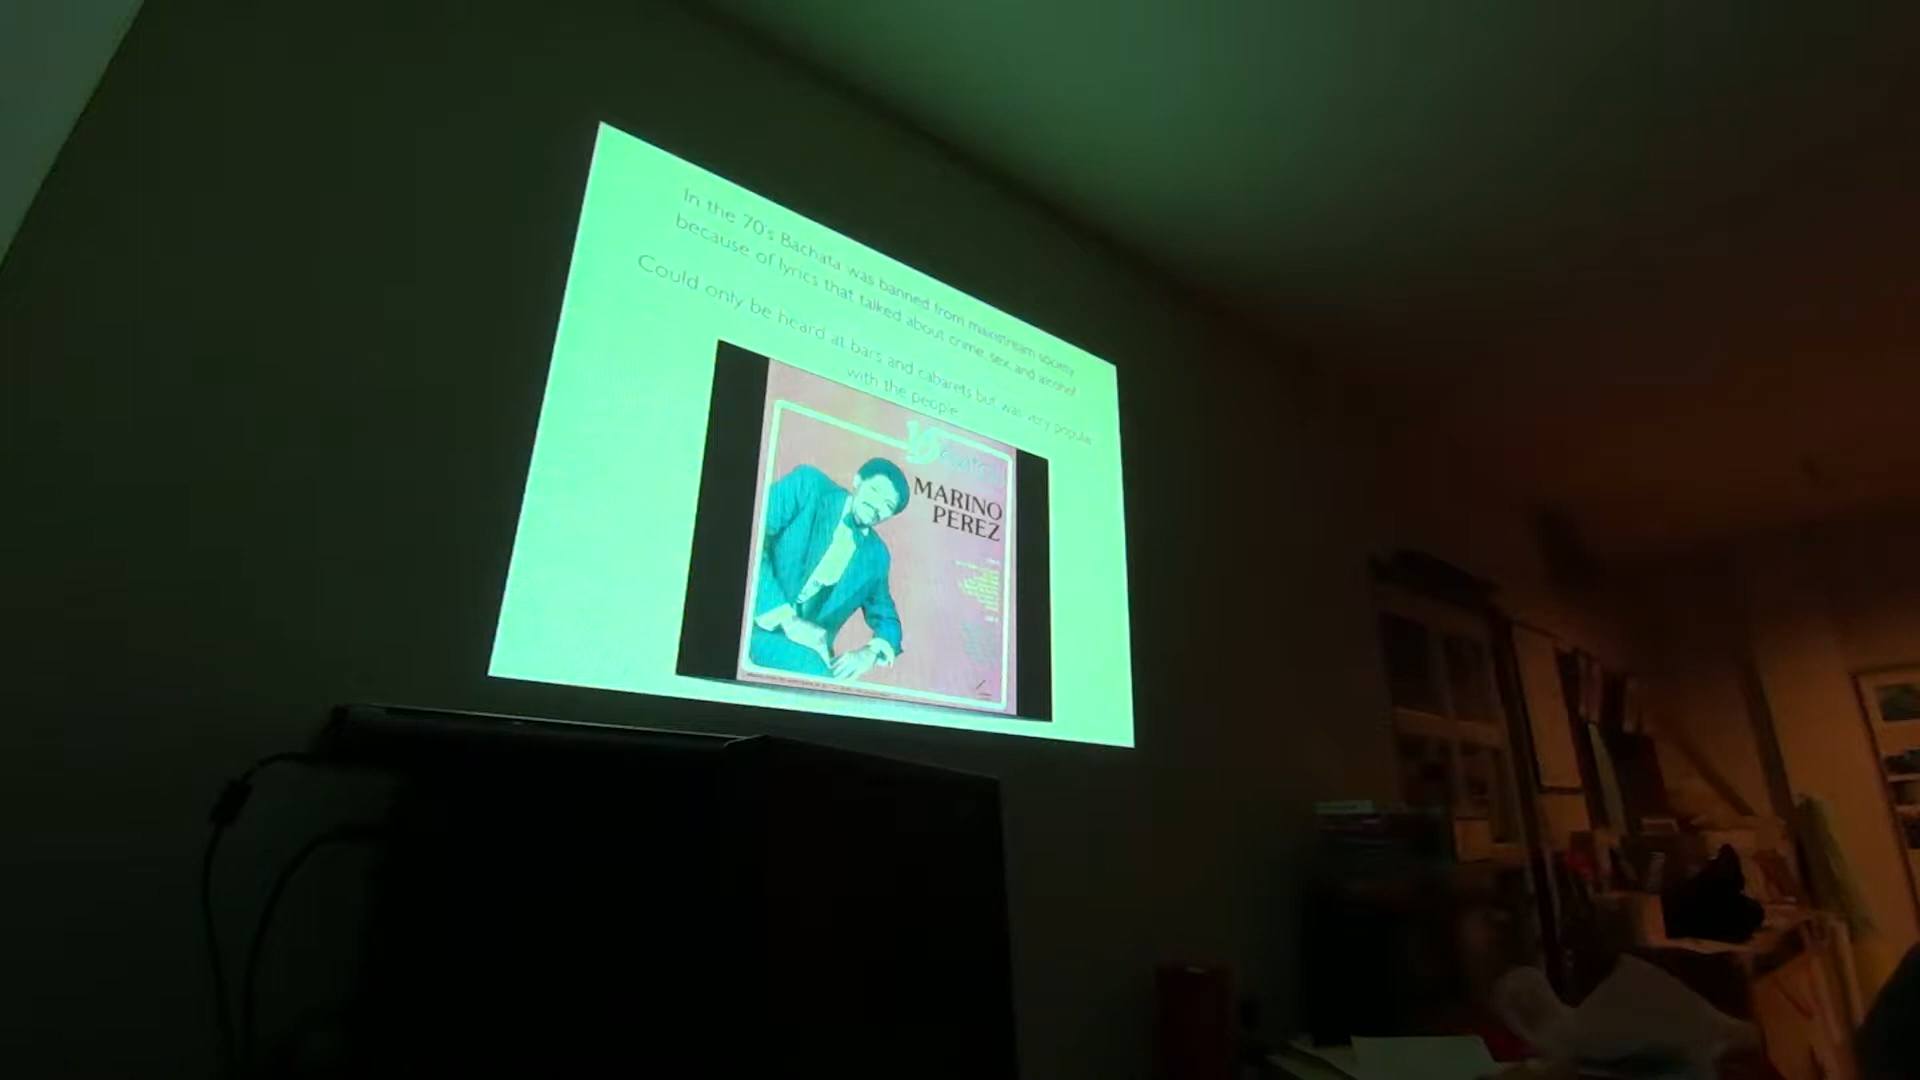 In the 70's Bachata was banned from mainstream society
because of lyrics that talked about crime, sex, and alcohol
Could only be heard at bars and cabarets but was very popular
with the people
MARINO
PEREZ